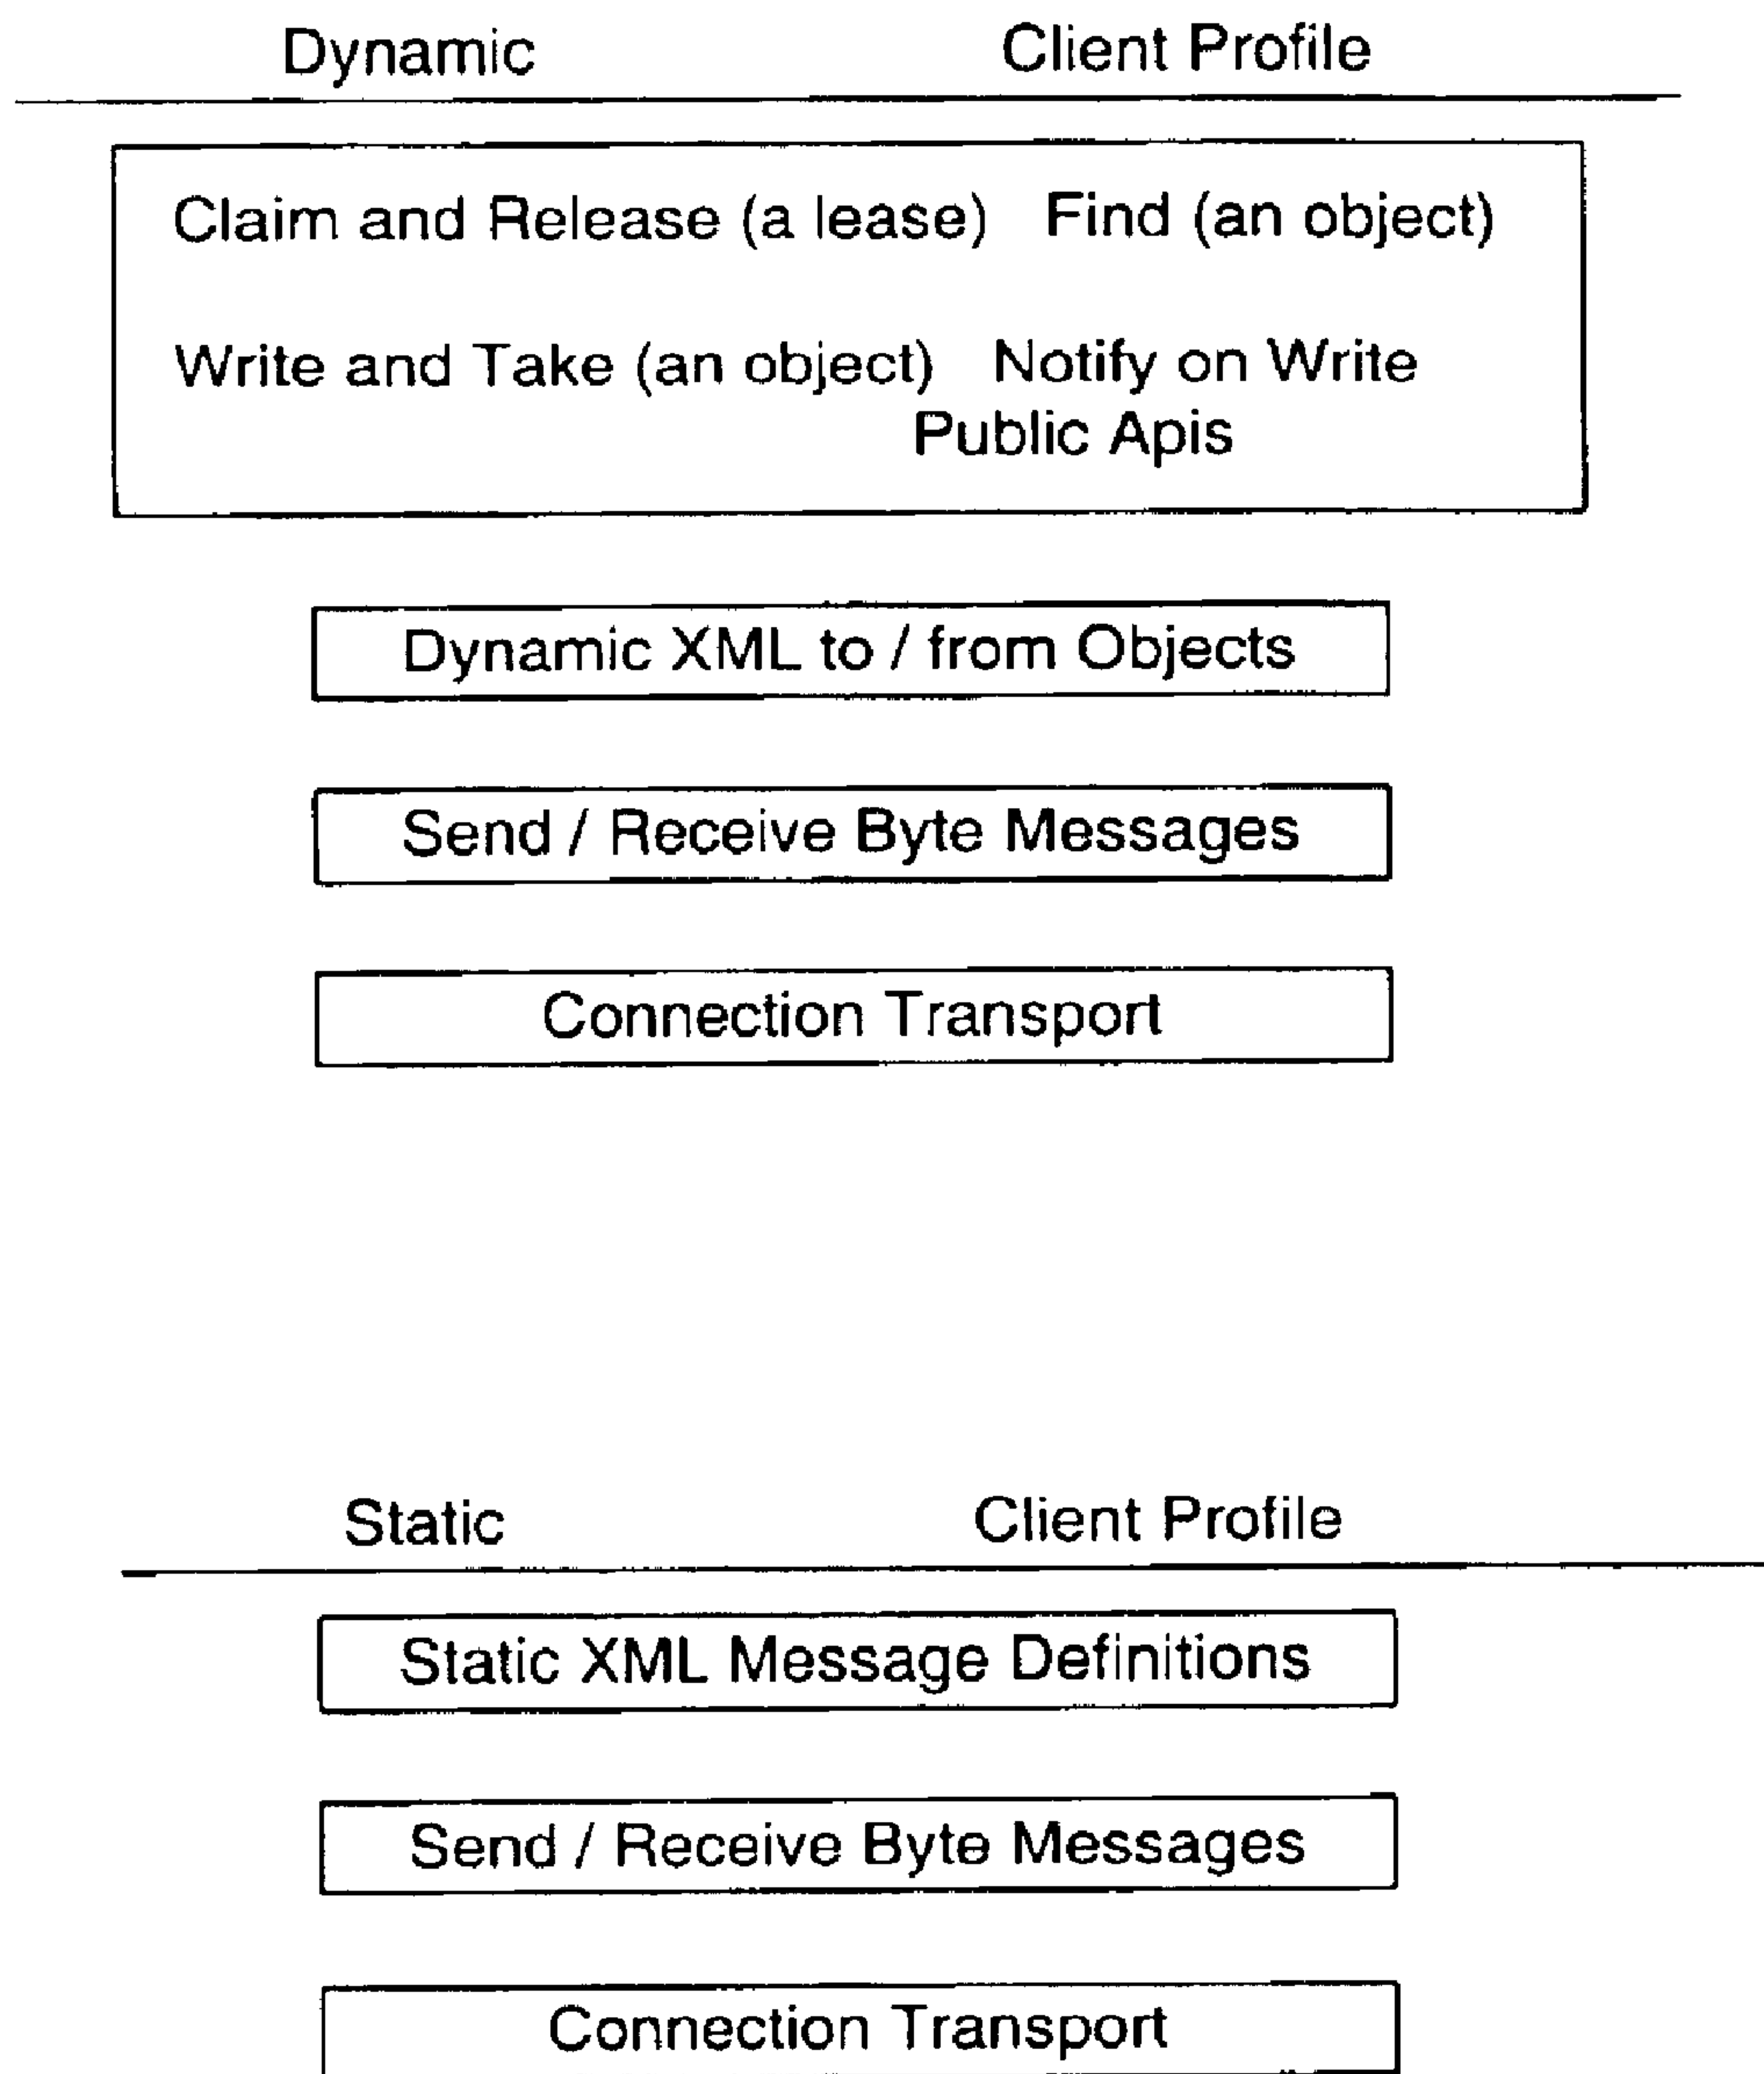 Dynamic Client Profile
Claim and Release (a lease) Find (an object)
Write and Take (an object) Notify on Write
Public Apis
Dynamic XML to / from Objects
Send / Receive Byte Messages
Connection Transport
Static Client Profile
Static XML Message Definitions
Send / Receive Byte Messages
Connection Transport